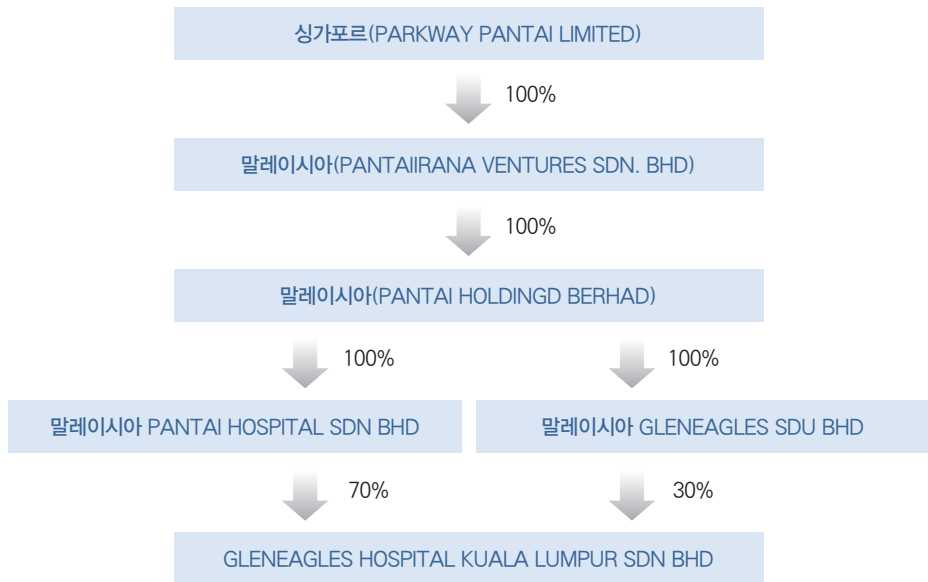 싱가포르(PARKWAY PANTAI LIMITED)
100%
말레이시아(PANTAIIRANA VENTURES SDN. BHD)
100%
말레이시아(PANTAI HOLDINGD BERHAD)
100%
100%
말레이시아 PANTAI HOSPITAL SDN BHD
말레이시아 GLENEAGLES SDU BHD
70%
30%
GLENEAGLES HOSPITAL KUALA LUMPUR SDN BHD